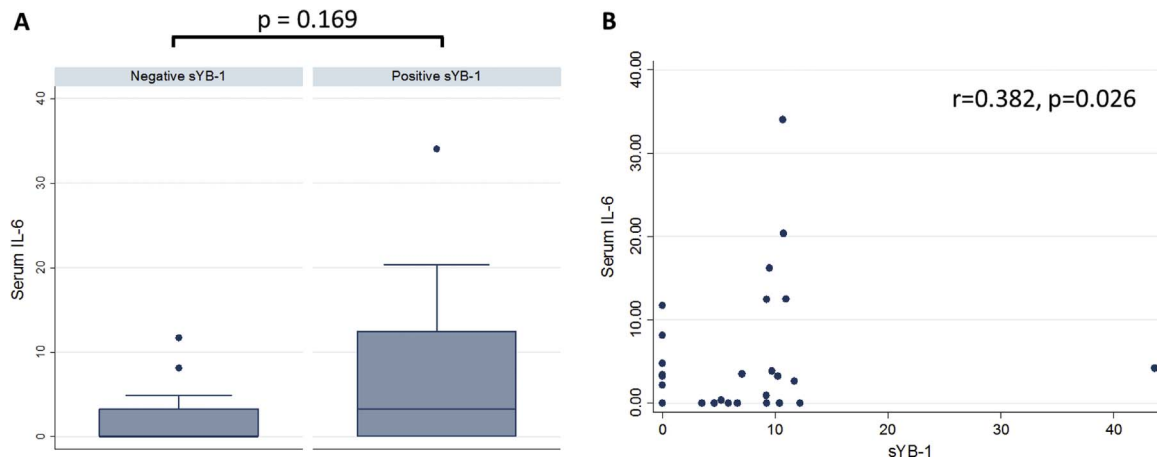 A
p = 0.169
Negative sYB-1
Positive sYB-1
40
30
20
10
0
Serum IL-6
B
r=0.382, p=0.026
40.00
30.00
20.00
10.00
0.00
Serum IL-6
0 10 20 30 40
sYB-1